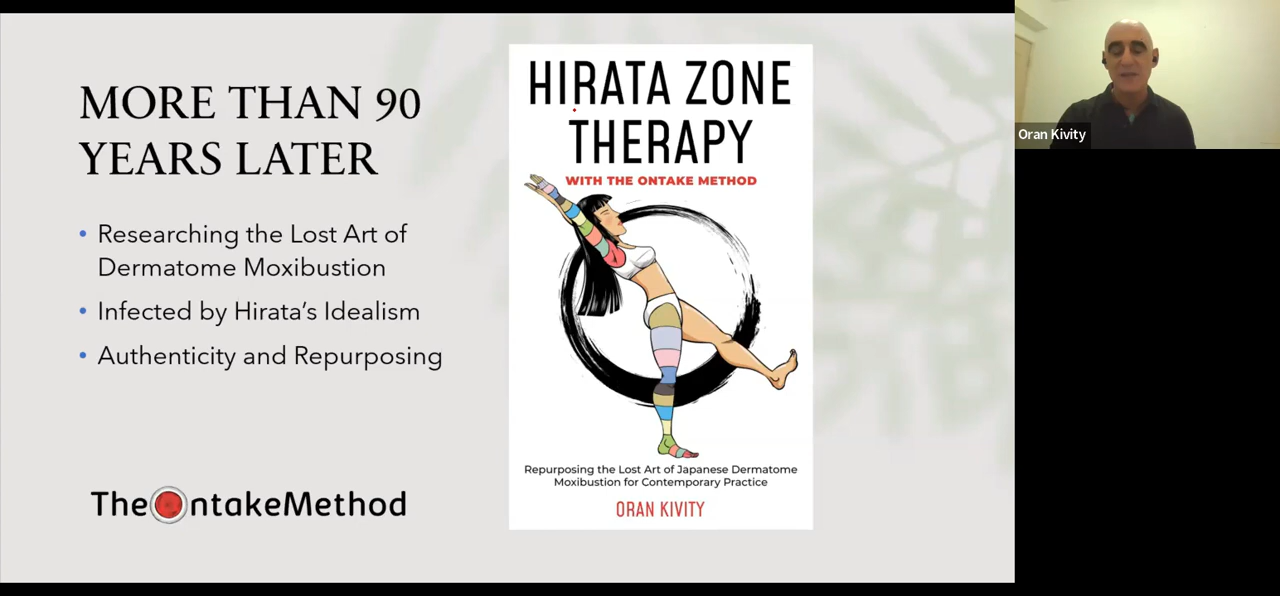 MORE THAN 90
YEARS LATER
• Researching the Lost Art of
Dermatome Moxibustion
• Infected by Hirata's Idealism
• Authenticity and Repurposing
TheOntakeMethod
HIRATA ZONE
THERAPY
WITH THE ONTAKE METHOD
Repurposing the Lost Art of Japanese Dermatome
Moxibustion for Contemporary Practice
ORAN KIVITY
Oran Kivity